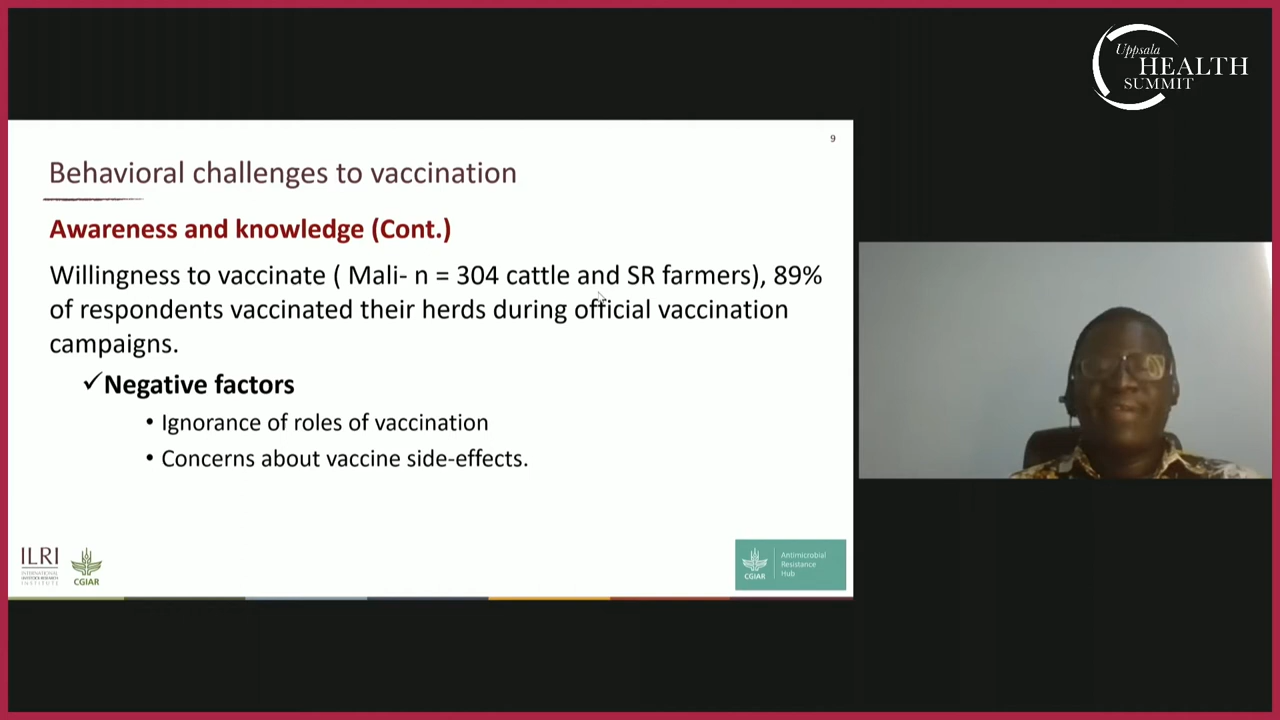 Uppsala
HEALTH
SUMMIT
9
Behavioral challenges to vaccination
Awareness and knowledge (Cont.)
Willingness to vaccinate ( Mali- n = 304 cattle and SR farmers), 89%
of respondents vaccinated their herds during official vaccination
campaigns.
✓Negative factors
• Ignorance of roles of vaccination
• Concerns about vaccine side-effects.
ILRI
INTERNATIONAL
LIVESTOCK RESEARCH
INSTITUTE
CGIAR
CGIAR
Antimicrobial
Resistance
Hub